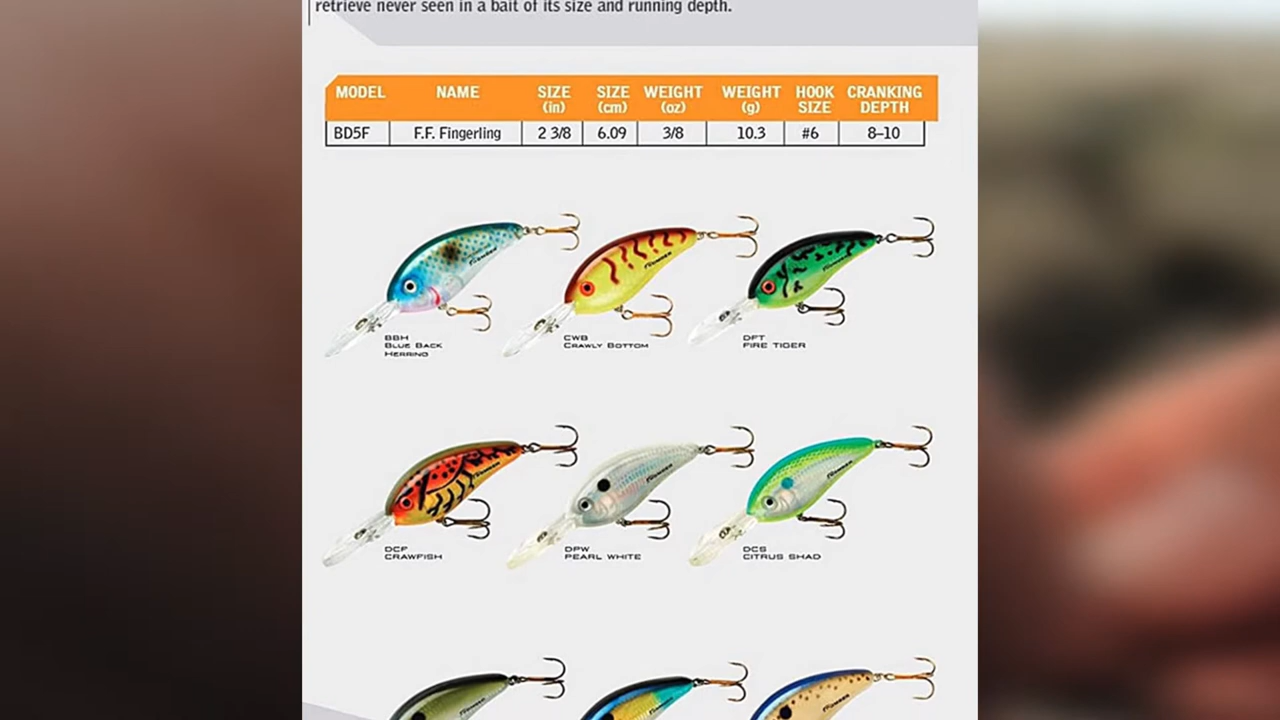 retrieve never seen in a bait of its size and running depth.
MODEL NAME SIZE (in) SIZE (cm) WEIGHT (oz) WEIGHT (g) HOOK SIZE CRANKING DEPTH
BD5F F.F. Fingerling 2 3/8 6.09 3/8 10.3 #6 8–10
BBH
BLUE BACK
HERRING
CWB
CRAWLY BOTTOM
DFT
FIRE TIGER
DCF
CRAWFISH
DPW
PEARL WHITE
DCS
CITRUS SHAD